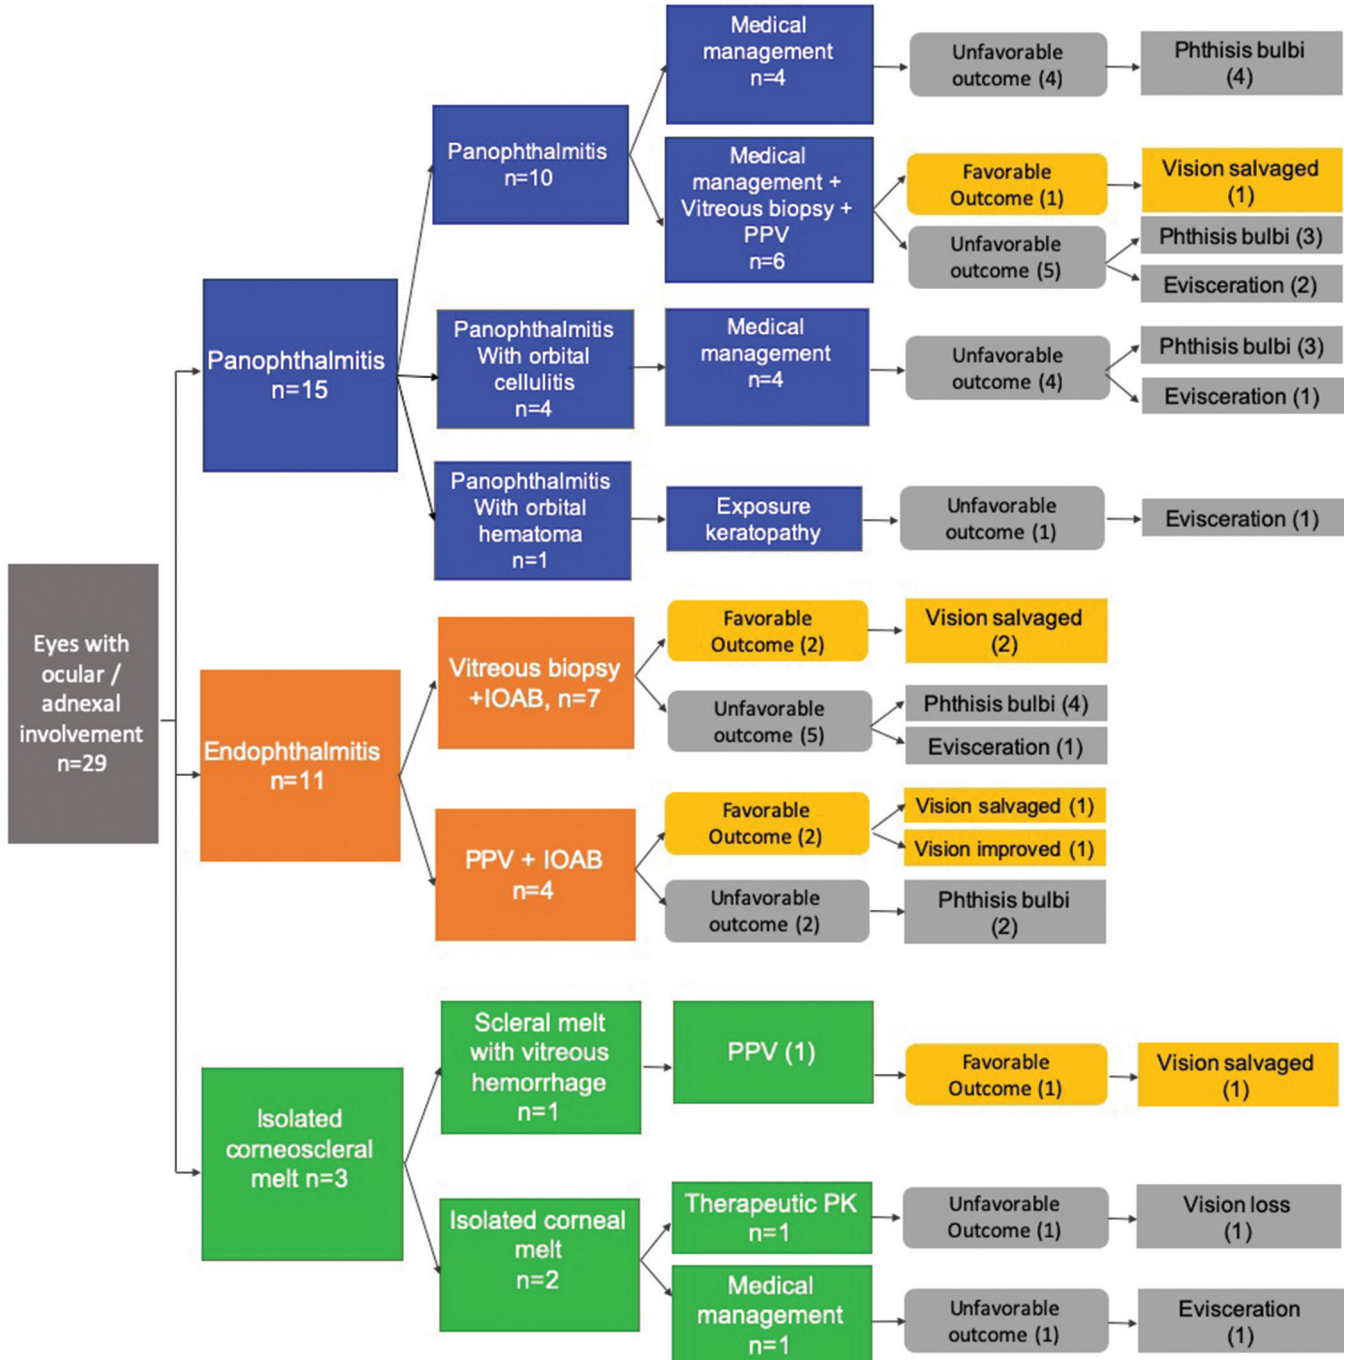 Eyes with
ocular /
adnexal
involvement
n=29
Panophthalmitis
n=15
Panophthalmitis
n=10
Medical
management
n=4
Unfavorable
outcome (4)
Phthisis bulbi
(4)
Medical
management +
Vitreous biopsy +
PPV
n=6
Favorable
Outcome (1)
Vision salvaged
(1)
Unfavorable
outcome (5)
Phthisis bulbi (3)
Evisceration (2)
Panophthalmitis
With orbital
cellulitis
n=4
Medical
management
n=4
Unfavorable
outcome (4)
Phthisis bulbi (3)
Evisceration (1)
Panophthalmitis
With orbital
hematoma
n=1
Exposure
keratopathy
Unfavorable
outcome (1)
Evisceration (1)
Endophthalmitis
n=11
Vitreous biopsy
+IOAB, n=7
Favorable
Outcome (2)
Vision salvaged
(2)
Unfavorable
outcome (5)
Phthisis bulbi (4)
Evisceration (1)
PPV + IOAB
n=4
Favorable
Outcome (2)
Vision salvaged (1)
Vision improved (1)
Unfavorable
outcome (2)
Phthisis bulbi
(2)
Isolated
corneoscleral
melt n=3
Scleral melt
with vitreous
hemorrhage
n=1
PPV (1)
Favorable
Outcome (1)
Vision salvaged
(1)
Isolated corneal
melt
n=2
Therapeutic PK
n=1
Unfavorable
Outcome (1)
Vision loss
(1)
Medical
management
n=1
Unfavorable
outcome (1)
Evisceration
(1)